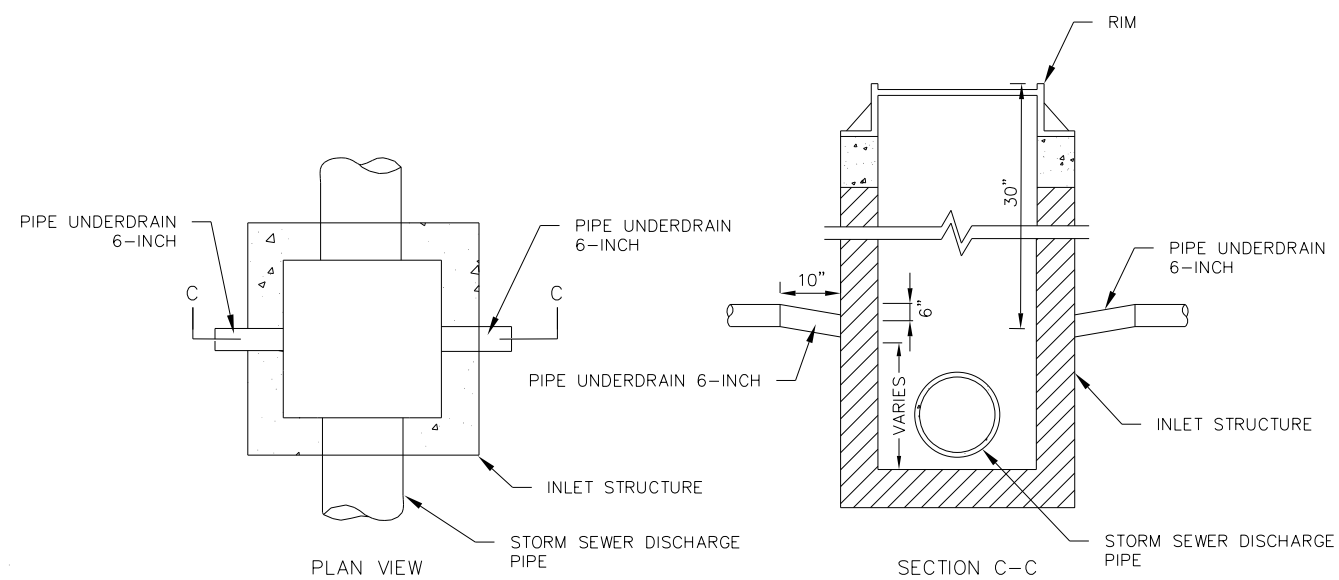 PIPE UNDERDRAIN
6-INCH
PIPE UNDERDRAIN
6-INCH
C
C
INLET STRUCTURE
STORM SEWER DISCHARGE
PIPE
PLAN VIEW
RIM
30"
10"
6"
PIPE UNDERDRAIN
6-INCH
PIPE UNDERDRAIN 6-INCH
VARIES
INLET STRUCTURE
STORM SEWER DISCHARGE
PIPE
SECTION C-C